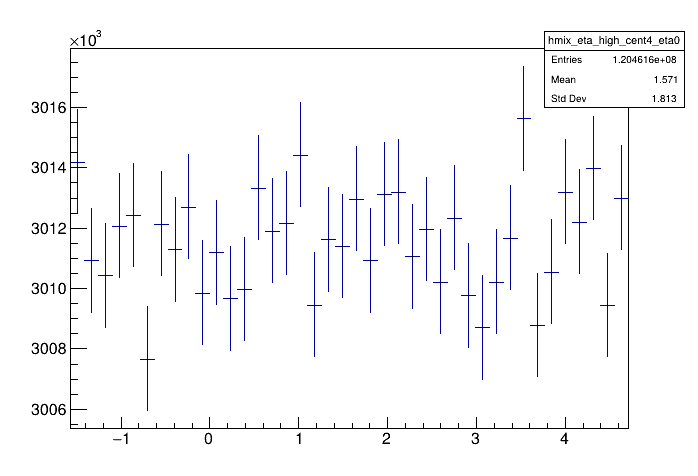 ×10³
hmix_eta_high_cent4_eta0
Entries 1.204616e+08
Mean 1.571
Std Dev 1.813
3016
3014
3012
3010
3008
3006
−1 0 1 2 3 4